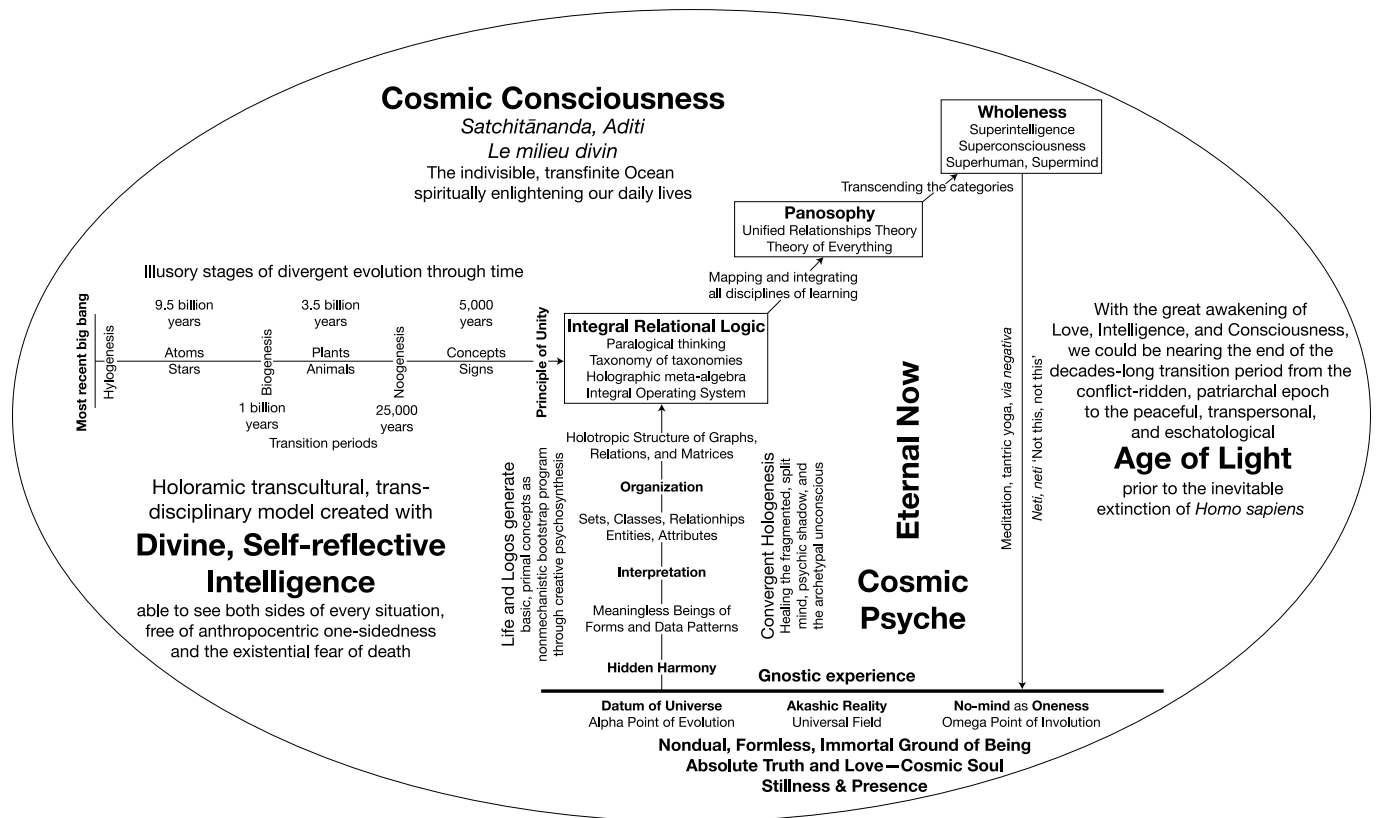 Cosmic Consciousness
Satchitānanda, Aditi
Le milieu divin
The indivisible, transfinite Ocean
spiritually enlightening our daily lives
Wholeness
Superintelligence
Superconsciousness
Superhuman, Supermind
Transcending the categories
Panosophy
Unified Relationships Theory
Theory of Everything
Mapping and integrating
all disciplines of learning
Illusory stages of divergent evolution through time
Most recent big bang
Hylogenesis
9.5 billion
years
Atoms
Stars
Biogenesis
1 billion
years
3.5 billion
years
Plants
Animals
Noogenesis
25,000
years
Transition periods
5,000
years
Concepts
Signs
Principle of Unity
Integral Relational Logic
Paralogical thinking
Taxonomy of taxonomies
Holographic meta-algebra
Integral Operating System
Holotropic Structure of Graphs,
Relations, and Matrices
Organization
Sets, Classes, Relationhips
Entities, Attributes
Interpretation
Meaningless Beings of
Forms and Data Patterns
Hidden Harmony
Life and Logos generate
basic, primal concepts as
nonmechanistic bootstrap program
through creative psychosynthesis
Convergent Hologenesis
Healing the fragmented, split
mind, psychic shadow, and
the archetypal unconscious
Eternal Now
Cosmic
Psyche
Meditation, tantric yoga, via negativa
Neti, neti ‘Not this, not this’
With the great awakening of
Love, Intelligence, and Consciousness,
we could be nearing the end of the
decades-long transition period from the
conflict-ridden, patriarchal epoch
to the peaceful, transpersonal,
and eschatological
Age of Light
prior to the inevitable
extinction of Homo sapiens
Holoramic transcultural, trans-
disciplinary model created with
Divine, Self-reflective
Intelligence
able to see both sides of every situation,
free of anthropocentric one-sidedness
and the existential fear of death
Gnostic experience
Datum of Universe
Alpha Point of Evolution
Akashic Reality
Universal Field
No-mind as Oneness
Omega Point of Involution
Nondual, Formless, Immortal Ground of Being
Absolute Truth and Love—Cosmic Soul
Stillness & Presence